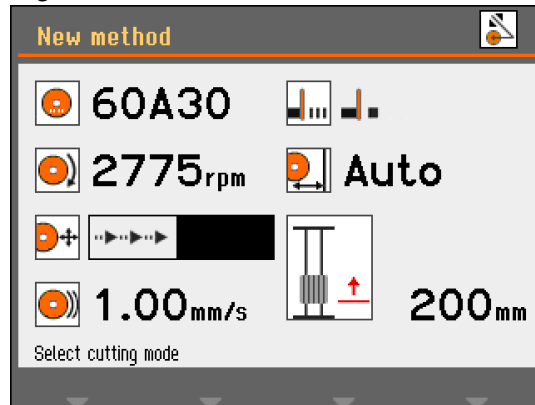 New method
60A30
2775rpm Auto
1.00mm/s 200mm
Select cutting mode